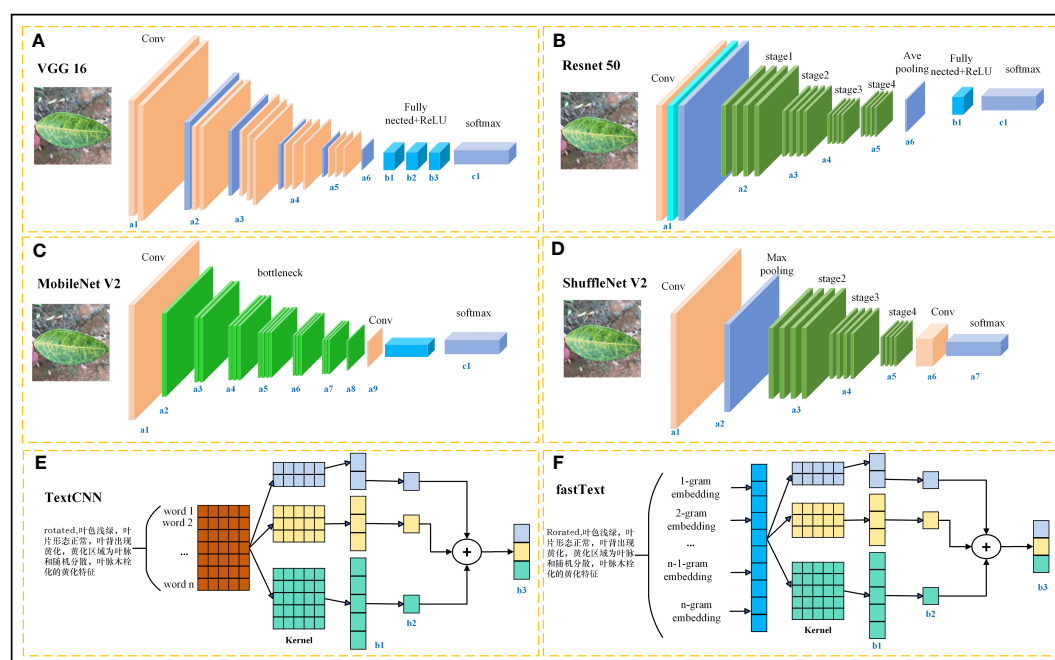 A
VGG 16
Conv
Fully
nected+ReLU
softmax
a1
a2
a3
a4
a5
a6
b1
b2
b3
c1
B
Resnet 50
Conv
stage1
stage2
stage3
stage4
Ave
pooling
Fully
nected+ReLU
softmax
a1
a2
a3
a4
a5
a6
b1
c1
C
MobileNet V2
Conv
bottleneck
Conv
softmax
a1
a2
a3
a4
a5
a6
a7
a8
a9
c1
D
ShuffleNet V2
Conv
Max
pooling
stage2
stage3
stage4
Conv
softmax
a1
a2
a3
a4
a5
a6
a7
E
TextCNN
rotated,叶色浅绿，叶
片形态正常，叶背出现
黄化，黄化区域为叶脉
和随机分散，叶脉木栓
化的黄化特征
word 1
word 2
...
word n
Kernel
b1
b2
b3
F
fastText
Rorated,叶色浅绿，叶
片形态正常，叶背出现
黄化，黄化区域为叶脉
和随机分散，叶脉木栓
化的黄化特征
1-gram
embedding
2-gram
embedding
...
n-1-gram
embedding
n-gram
embedding
Kernel
b1
b2
b3